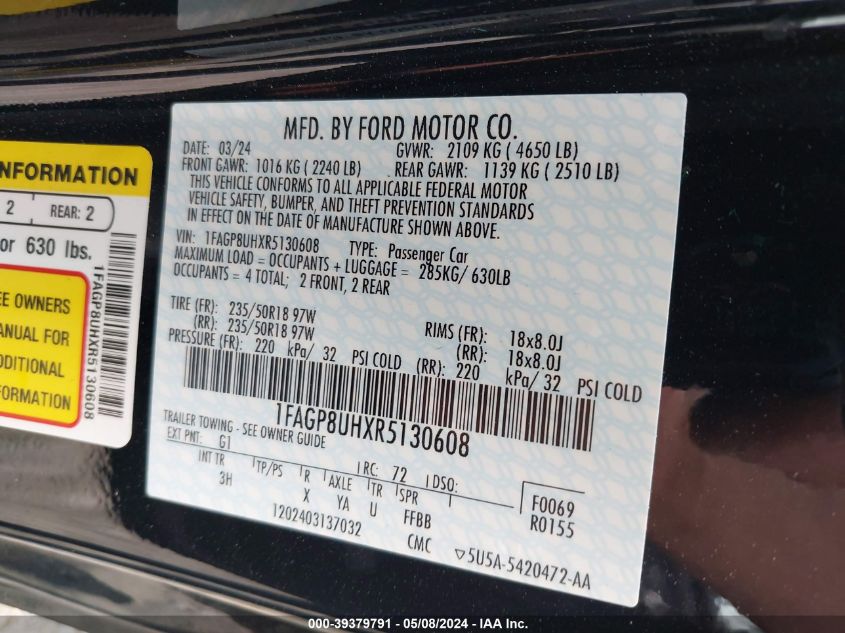 INFORMATION
2 REAR: 2
or 630 lbs.
EE OWNERS
MANUAL FOR
DDITIONAL
FORMATION
1FAGP8UHXR5130608
MFD. BY FORD MOTOR CO.
DATE: 03/24 GVWR: 2109 KG ( 4650 LB)
FRONT GAWR: 1016 KG ( 2240 LB) REAR GAWR: 1139 KG ( 2510 LB)
THIS VEHICLE CONFORMS TO ALL APPLICABLE FEDERAL MOTOR
VEHICLE SAFETY, BUMPER, AND THEFT PREVENTION STANDARDS
IN EFFECT ON THE DATE OF MANUFACTURE SHOWN ABOVE.
VIN: 1FAGP8UHXR5130608 TYPE: Passenger Car
MAXIMUM LOAD = OCCUPANTS + LUGGAGE = 285KG/ 630LB
OCCUPANTS = 4 TOTAL; 2 FRONT, 2 REAR
TIRE (FR): 235/50R18 97W RIMS (FR): 18x8.0J
(RR): 235/50R18 97W (RR): 18x8.0J
PRESSURE (FR): 220 kPa/ 32 PSI COLD (RR): 220 kPa/ 32 PSI COLD
1FAGP8UHXR5130608
TRAILER TOWING - SEE OWNER GUIDE
EXT PNT: G1 RC: 72 DSO:
INT TR TP/PS R AXLE TR SPR F0069
3H X YA U FFBB R0155
1202403137032 CMC ▽5U5A-5420472-AA
000-39379791 - 05/08/2024 - IAA Inc.